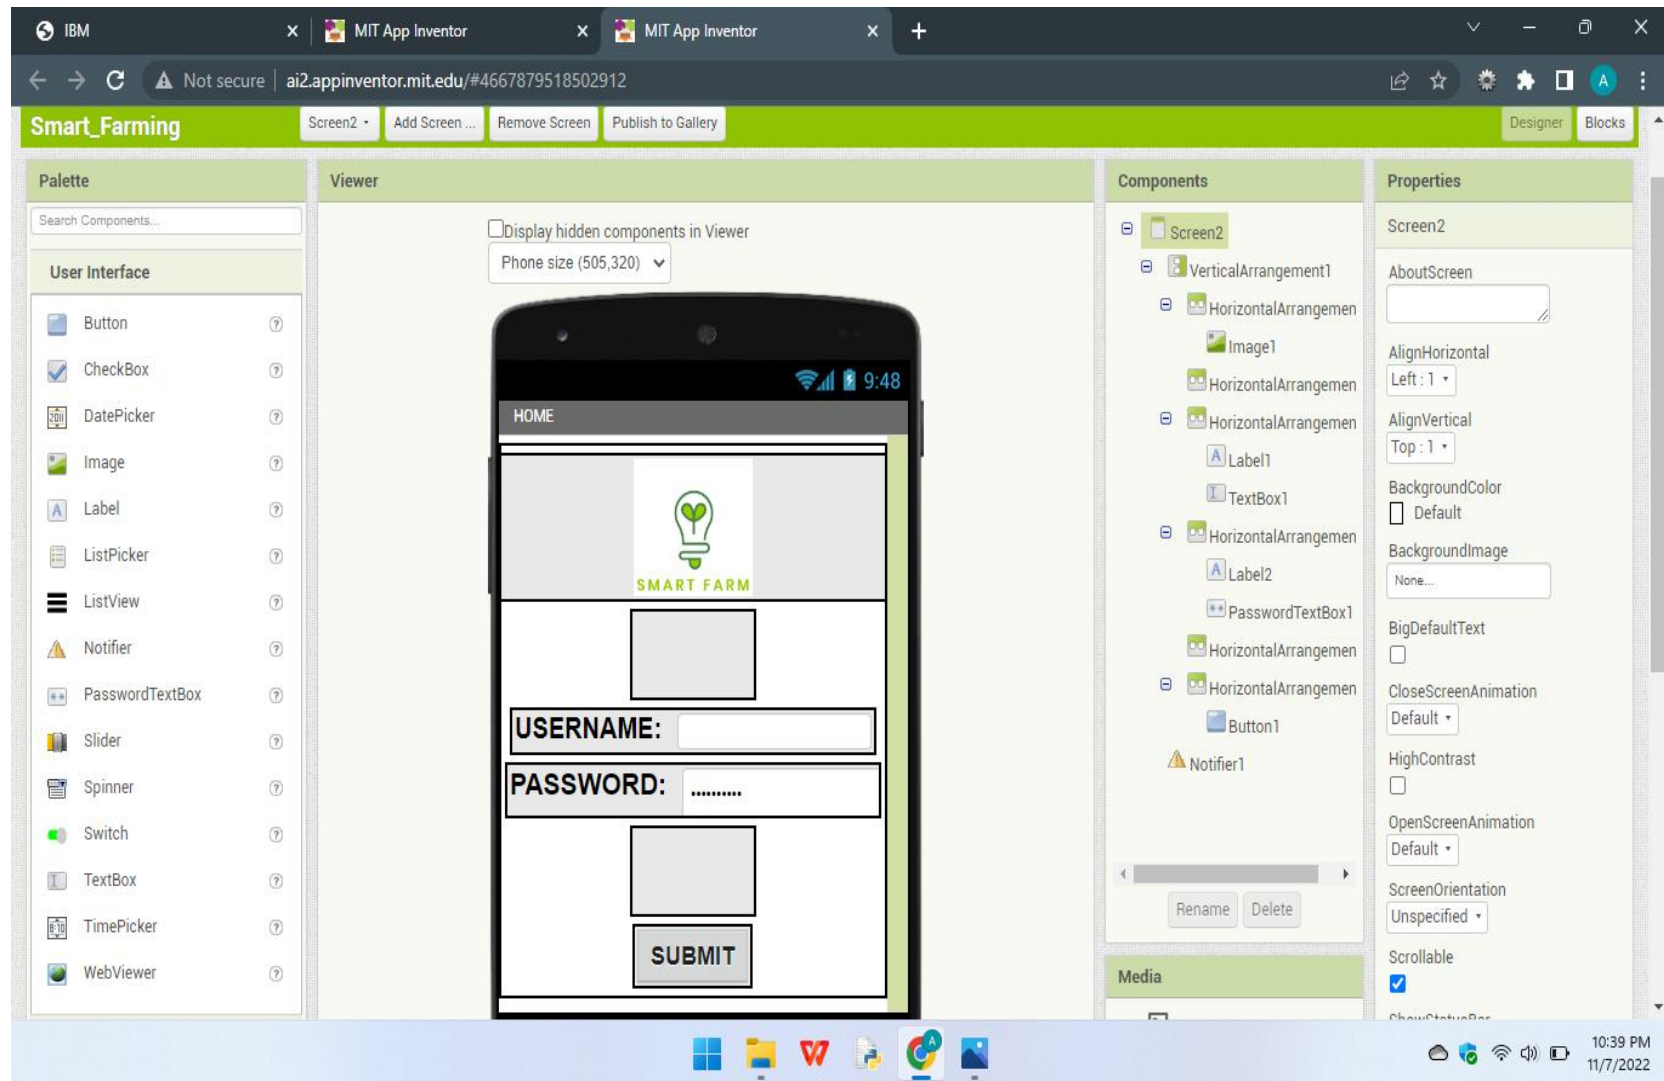 IBM
MIT App Inventor
MIT App Inventor
Not secure | ai2.appinventor.mit.edu/#4667879518502912
A
Smart_Farming
Screen2
Add Screen ...
Remove Screen
Publish to Gallery
Designer
Blocks
Palette
Search Components...
User Interface
Button
CheckBox
DatePicker
Image
Label
ListPicker
ListView
Notifier
PasswordTextBox
Slider
Spinner
Switch
TextBox
TimePicker
WebViewer
Viewer
Display hidden components in Viewer
Phone size (505,320)
9:48
HOME
SMART FARM
USERNAME:
PASSWORD:
SUBMIT
Components
Screen2
VerticalArrangement1
HorizontalArrangemen
Image1
HorizontalArrangemen
HorizontalArrangemen
Label1
TextBox1
HorizontalArrangemen
Label2
PasswordTextBox1
HorizontalArrangemen
HorizontalArrangemen
Button1
Notifier1
Rename
Delete
Media
Properties
Screen2
AboutScreen
AlignHorizontal
Left : 1
AlignVertical
Top : 1
BackgroundColor
Default
BackgroundImage
None...
BigDefaultText
CloseScreenAnimation
Default
HighContrast
OpenScreenAnimation
Default
ScreenOrientation
Unspecified
Scrollable
ShowStatusBar
10:39 PM
11/7/2022